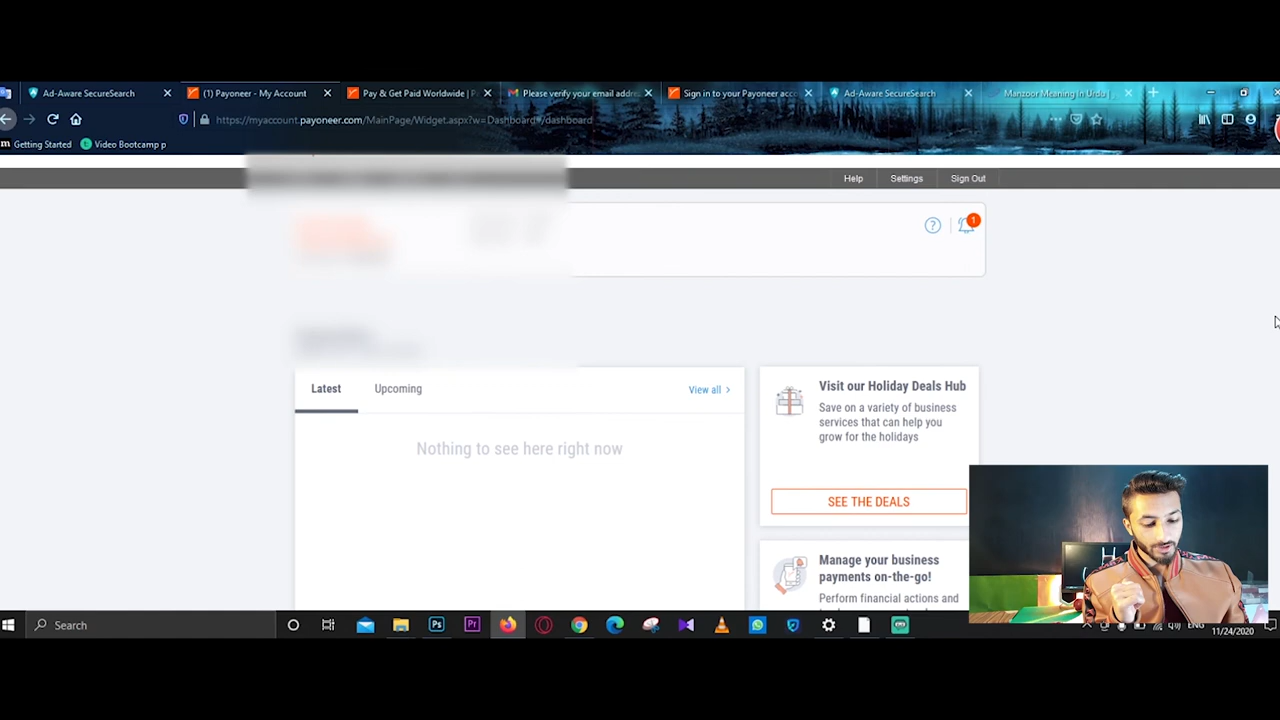 Ad-Aware SecureSearch
(1) Payoneer - My Account
Pay & Get Paid Worldwide | P
Please verify your email addre
Sign in to your Payoneer acco
Ad-Aware SecureSearch
Manzoor Meaning In Urdu |
https://myaccount.payoneer.com/MainPage/Widget.aspx?w=Dashboard#/dashboard
Getting Started
Video Bootcamp p
Help
Settings
Sign Out
1
Latest
Upcoming
View all >
Nothing to see here right now
Visit our Holiday Deals Hub
Save on a variety of business
services that can help you
grow for the holidays
SEE THE DEALS
Manage your business
payments on-the-go!
Perform financial actions and
Search
Ps
Pr
ENG
11/24/2020